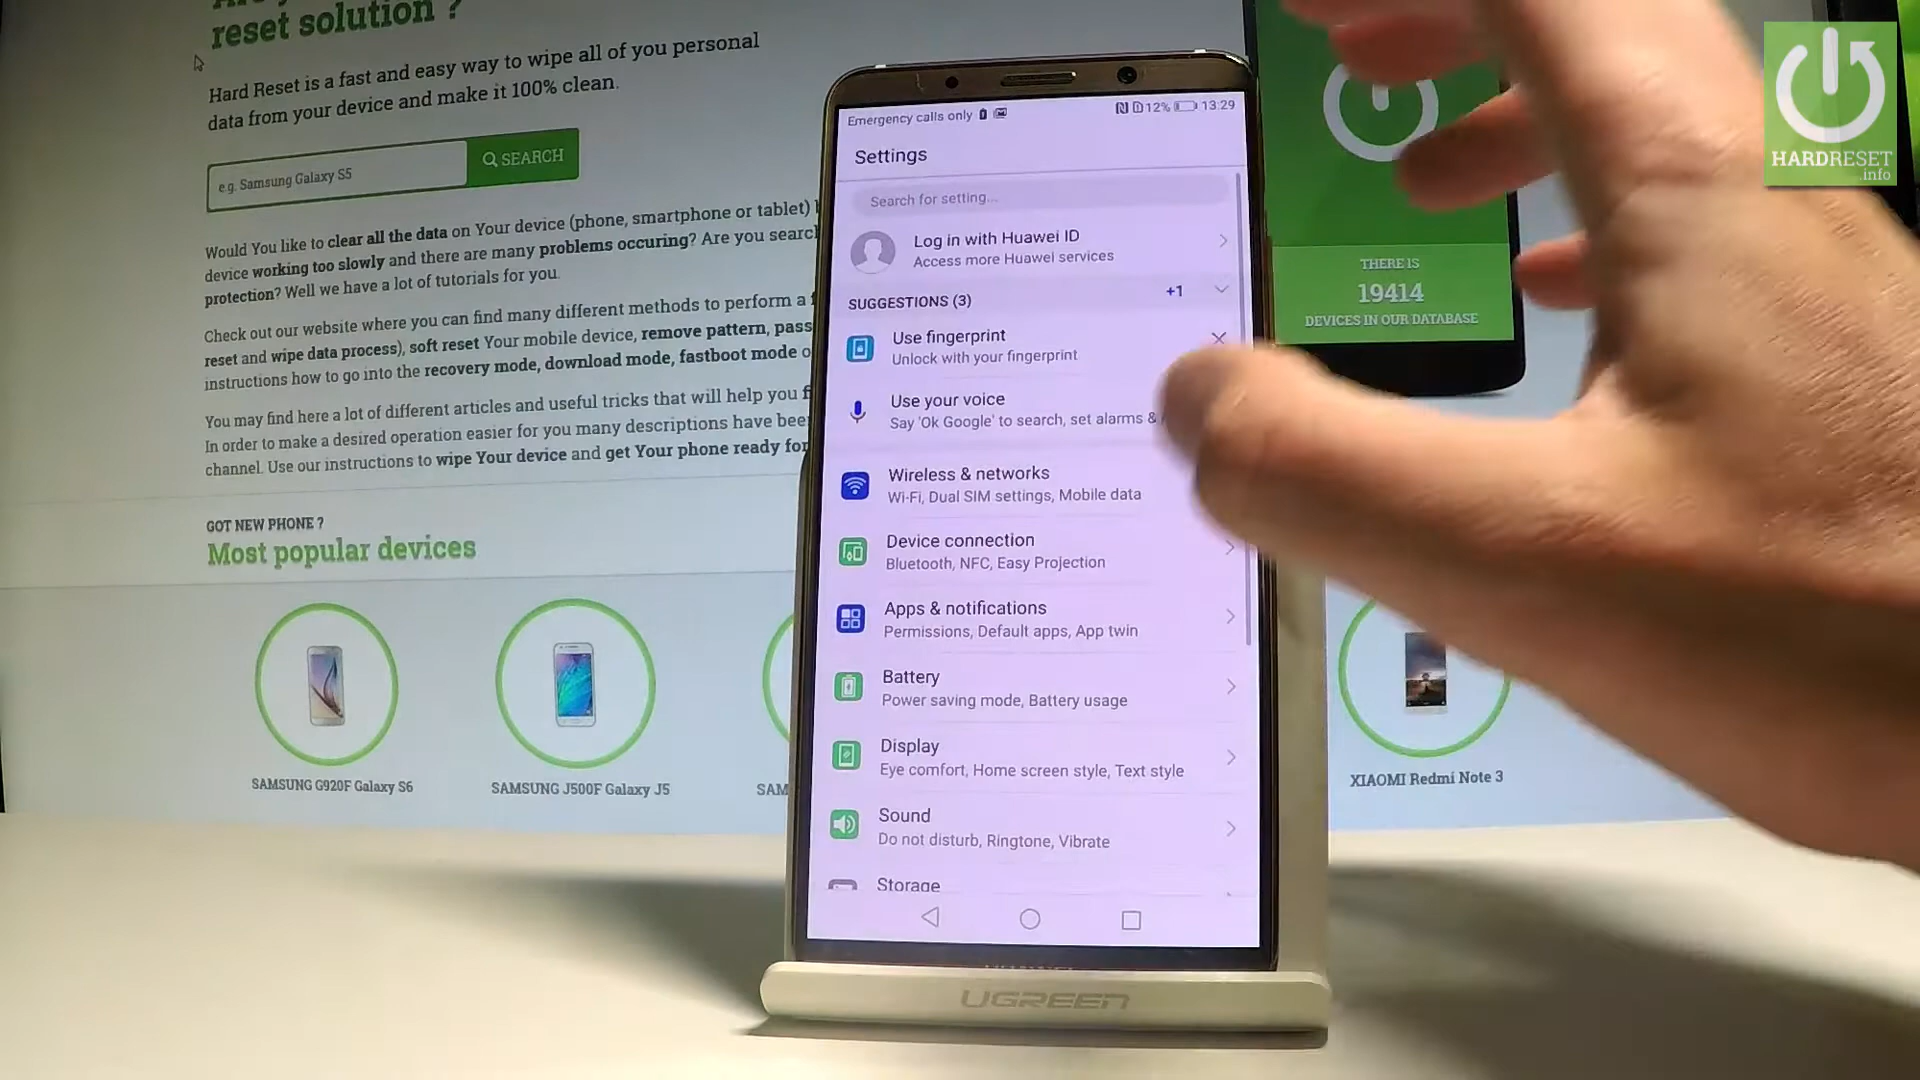 reset solution ?
Hard Reset is a fast and easy way to wipe all of you personal
data from your device and make it 100% clean.
e.g. Samsung Galaxy S5
SEARCH
Would You like to clear all the data on Your device (phone, smartphone or tablet)
device working too slowly and there are many problems occuring? Are you search
protection? Well we have a lot of tutorials for you.
Check out our website where you can find many different methods to perform a
reset and wipe data process), soft reset Your mobile device, remove pattern, pass
instructions how to go into the recovery mode, download mode, fastboot mode o
You may find here a lot of different articles and useful tricks that will help you f
In order to make a desired operation easier for you many descriptions have bee
channel. Use our instructions to wipe Your device and get Your phone ready for
GOT NEW PHONE ?
Most popular devices
SAMSUNG G920F Galaxy S6
SAMSUNG J500F Galaxy J5
SAM
XIAOMI Redmi Note 3
THERE IS
19414
DEVICES IN OUR DATABASE
HARDRESET
.info
Emergency calls only
12%
13:29
Settings
Search for setting...
Log in with Huawei ID
Access more Huawei services
SUGGESTIONS (3)
+1
Use fingerprint
Unlock with your fingerprint
Use your voice
Say 'Ok Google' to search, set alarms &
Wireless & networks
Wi-Fi, Dual SIM settings, Mobile data
Device connection
Bluetooth, NFC, Easy Projection
Apps & notifications
Permissions, Default apps, App twin
Battery
Power saving mode, Battery usage
Display
Eye comfort, Home screen style, Text style
Sound
Do not disturb, Ringtone, Vibrate
Storage
UGREEN